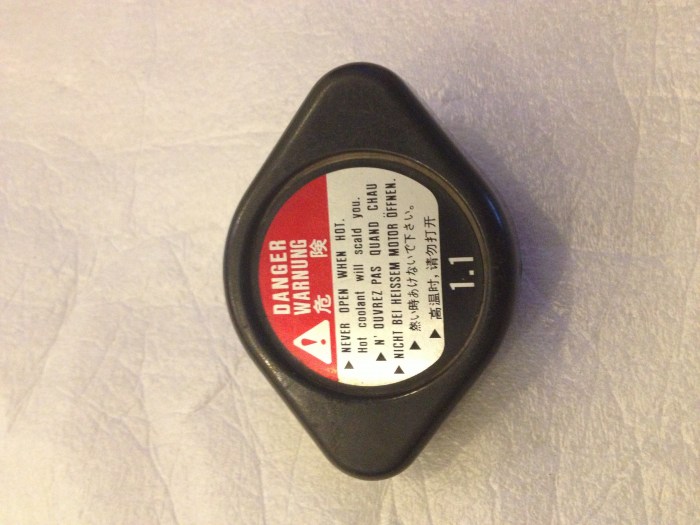 DANGER
WARNUNG
危険
▶ NEVER OPEN WHEN HOT.
Hot coolant will scald you.
▶ N' OUVREZ PAS QUAND CHAU
▶ NICHT BEI HEISSEM MOTOR ÖFFNEN.
▶ 熱い時あけないで下さい。
▶ 高温时,请勿打开
1.1